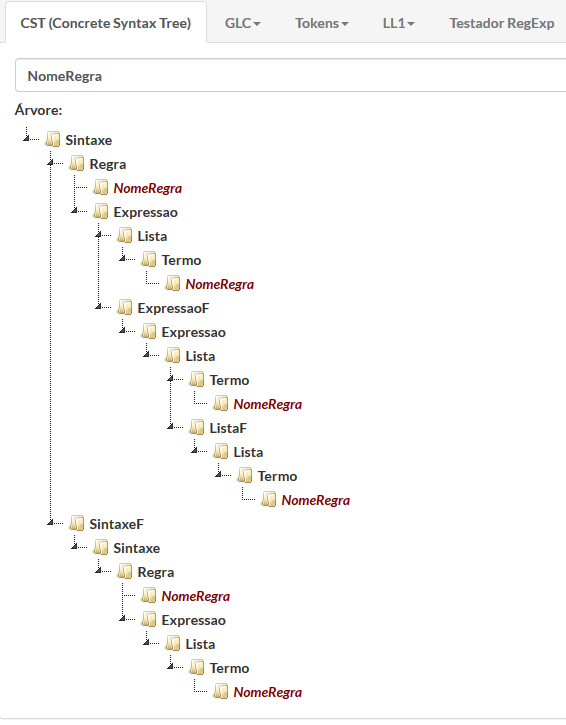 CST (Concrete Syntax Tree) GLC Tokens LL1 Testador RegExp
NomeRegra
Árvore:
Sintaxe
Regra
NomeRegra
Expressao
Lista
Termo
NomeRegra
ExpressaoF
Expressao
Lista
Termo
NomeRegra
ListaF
Lista
Termo
NomeRegra
SintaxeF
Sintaxe
Regra
NomeRegra
Expressao
Lista
Termo
NomeRegra